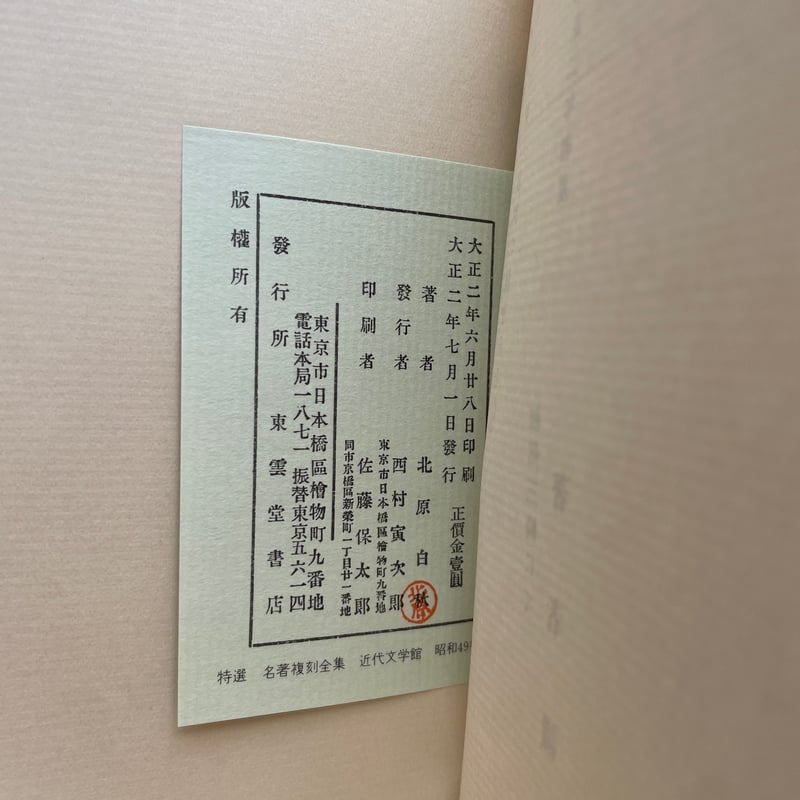 大正二年六月廿八日印刷
大正二年七月一日發行
正價金壹圓
著者 北原白秋
發行者 西村寅次郎
東京市日本橋區檜物町九番地
印刷者 佐藤保太郎
同市京橋區新榮町一丁目廿一番地
東京市日本橋區檜物町九番地
電話本局一八七一 振替東京五六一四
發行所 東雲堂書店
版權所有
特選 名著複刻全集 近代文学館 昭和49